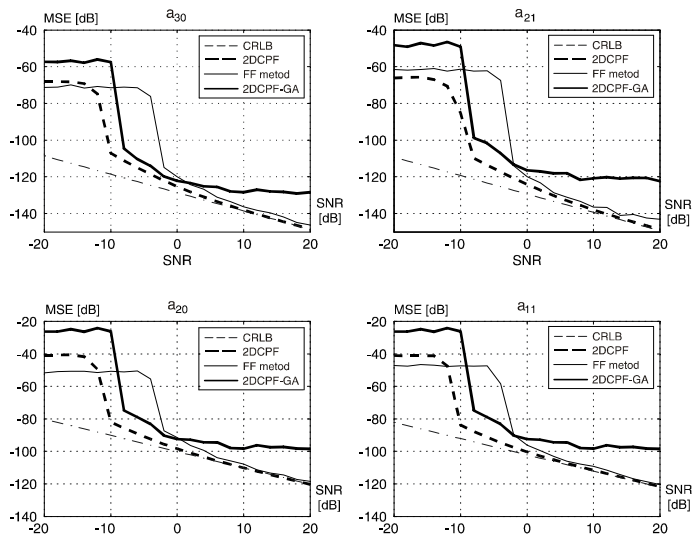 MSE [dB]
a30
CRLB
2DCPF
FF metod
2DCPF-GA
-40
-60
-80
-100
-120
-140
-20
-10
0
10
20
SNR
SNR
[dB]
MSE [dB]
a21
CRLB
2DCPF
FF metod
2DCPF-GA
-40
-60
-80
-100
-120
-140
-20
-10
0
10
20
SNR
SNR
[dB]
MSE [dB]
a20
CRLB
2DCPF
FF metod
2DCPF-GA
-20
-40
-60
-80
-100
-120
-140
-20
-10
0
10
20
SNR
[dB]
MSE [dB]
a11
CRLB
2DCPF
FF metod
2DCPF-GA
-20
-40
-60
-80
-100
-120
-140
-20
-10
0
10
20
SNR
[dB]